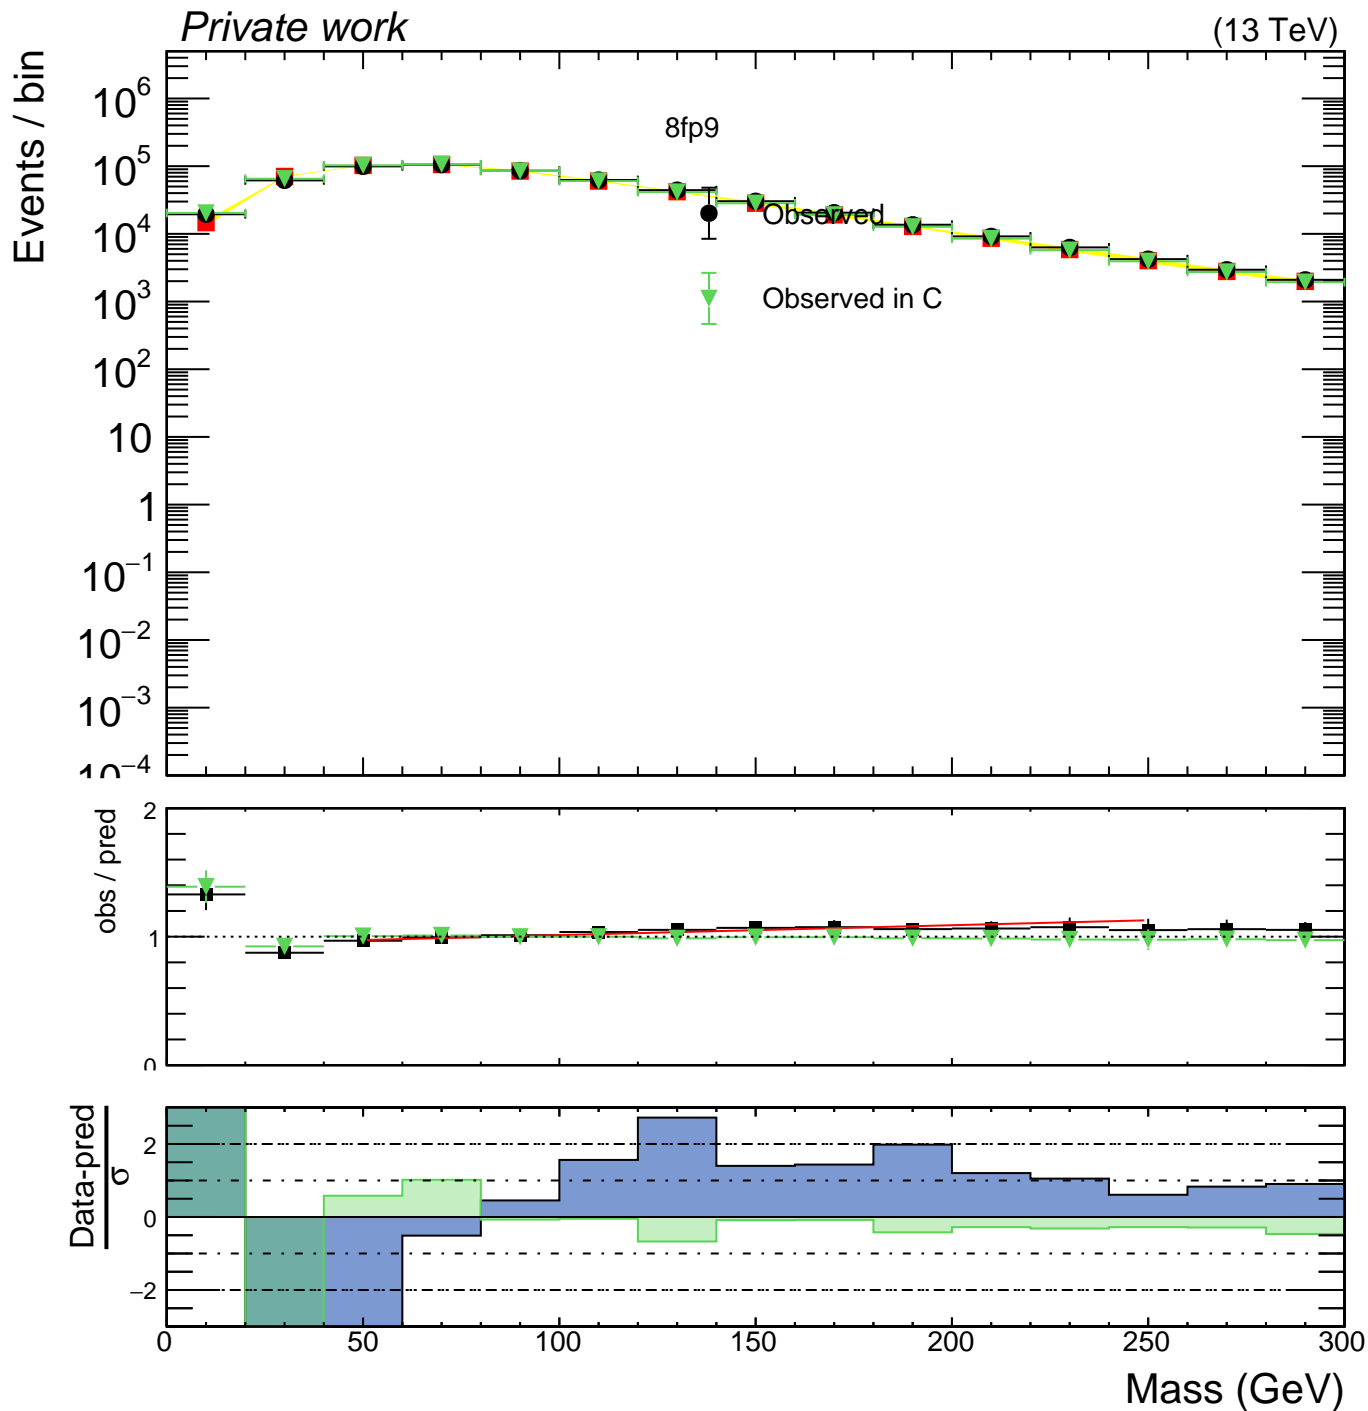 Private work (13 TeV)
Events / bin
10^6
10^5
10^4
10^3
10^2
10
1
10^−1
10^−2
10^−3
10^−4
8fp9
Observed
Observed in C
obs / pred
2
1
0
Data-pred
σ
2
0
−2
0 50 100 150 200 250 300
Mass (GeV)